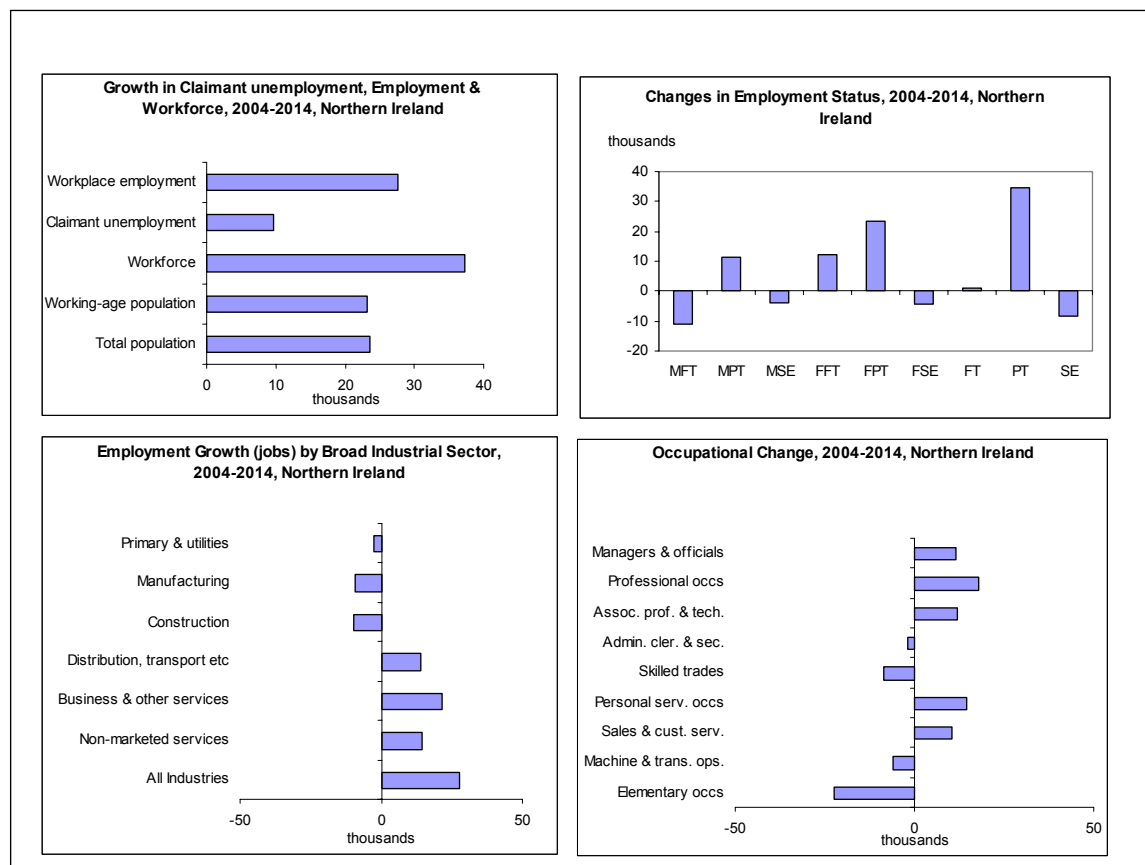 Growth in Claimant unemployment, Employment &
Workforce, 2004-2014, Northern Ireland
Workplace employment
Claimant unemployment
Workforce
Working-age population
Total population
0 10 20 30 40
thousands
Changes in Employment Status, 2004-2014, Northern
Ireland
thousands
40
30
20
10
0
-10
-20
MFT MPT MSE FFT FPT FSE FT PT SE
Employment Growth (jobs) by Broad Industrial Sector,
2004-2014, Northern Ireland
Primary & utilities
Manufacturing
Construction
Distribution, transport etc
Business & other services
Non-marketed services
All Industries
-50 0 50
thousands
Occupational Change, 2004-2014, Northern Ireland
Managers & officials
Professional occs
Assoc. prof. & tech.
Admin. cler. & sec.
Skilled trades
Personal serv. occs
Sales & cust. serv.
Machine & trans. ops.
Elementary occs
-50 0 50
thousands